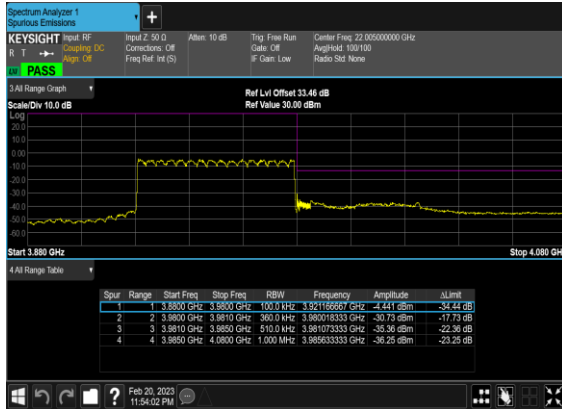 Spectrum Analyzer 1
Spurious Emissions
+
KEYSIGHT Input: RF Input Z: 50 Ω Atten: 10 dB Trig: Free Run Center Freq: 22.005000000 GHz
R T Coupling: DC Corrections: Off Gate: Off Avg|Hold: 100/100
Align: Off Freq Ref: Int (S) IF Gain: Low Radio Std: None
PASS
3 All Range Graph Ref Lvl Offset 33.46 dB
Scale/Div 10.0 dB Ref Value 30.00 dBm
Log
20.0
10.0
0.00
-10.0
-20.0
-30.0
-40.0
-50.0
-60.0
Start 3.880 GHz Stop 4.080 GH
4 All Range Table
Spur Range Start Freq Stop Freq RBW Frequency Amplitude ΔLimit
1 1 3.8800 GHz 3.9800 GHz 100.0 kHz 3.921166667 GHz -4.441 dBm -34.44 dB
2 2 3.9800 GHz 3.9810 GHz 360.0 kHz 3.980018333 GHz -30.73 dBm -17.73 dB
3 3 3.9810 GHz 3.9850 GHz 510.0 kHz 3.981073333 GHz -35.36 dBm -22.36 dB
4 4 3.9850 GHz 4.0800 GHz 1.000 MHz 3.985633333 GHz -36.25 dBm -23.25 dB
? Feb 20, 2023
11:54:02 PM